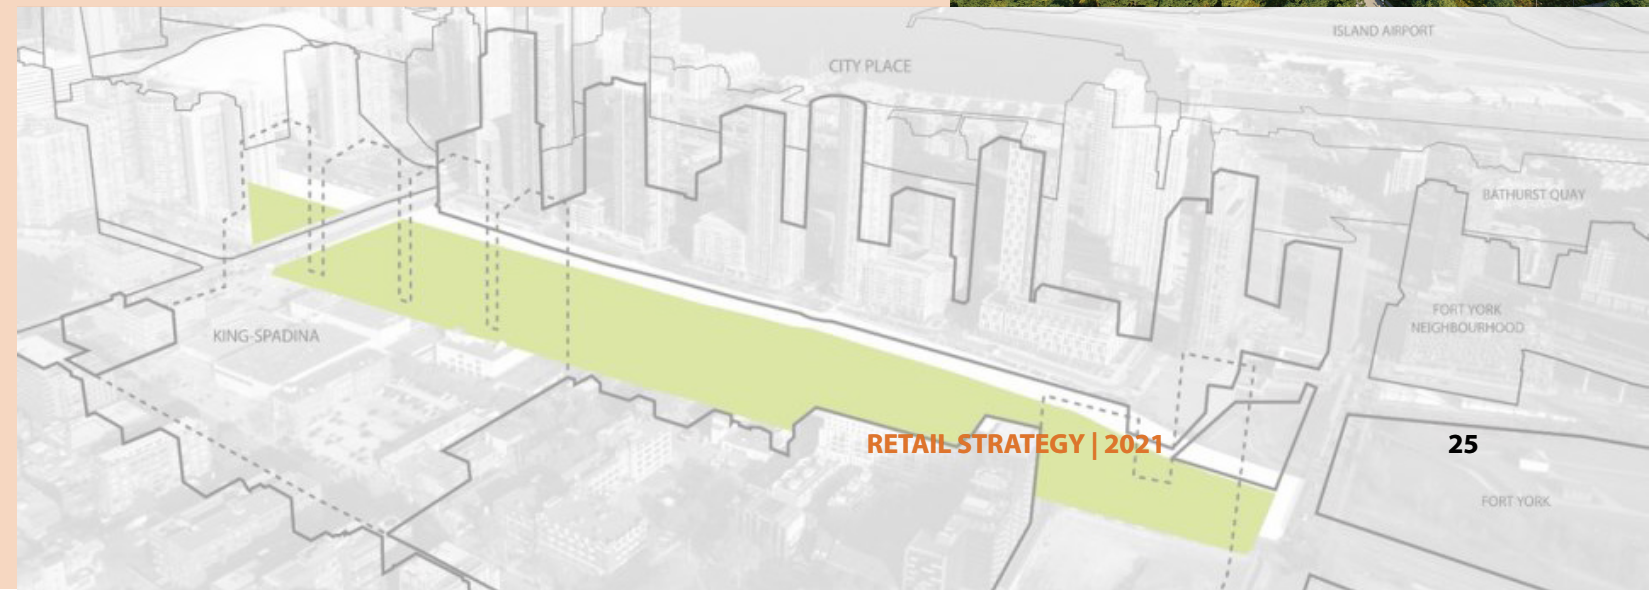 ISLAND AIRPORT
CITY PLACE
BATHURST QUAY
FORT YORK
NEIGHBOURHOOD
KING-SPADINA
RETAIL STRATEGY | 2021
25
FORT YORK